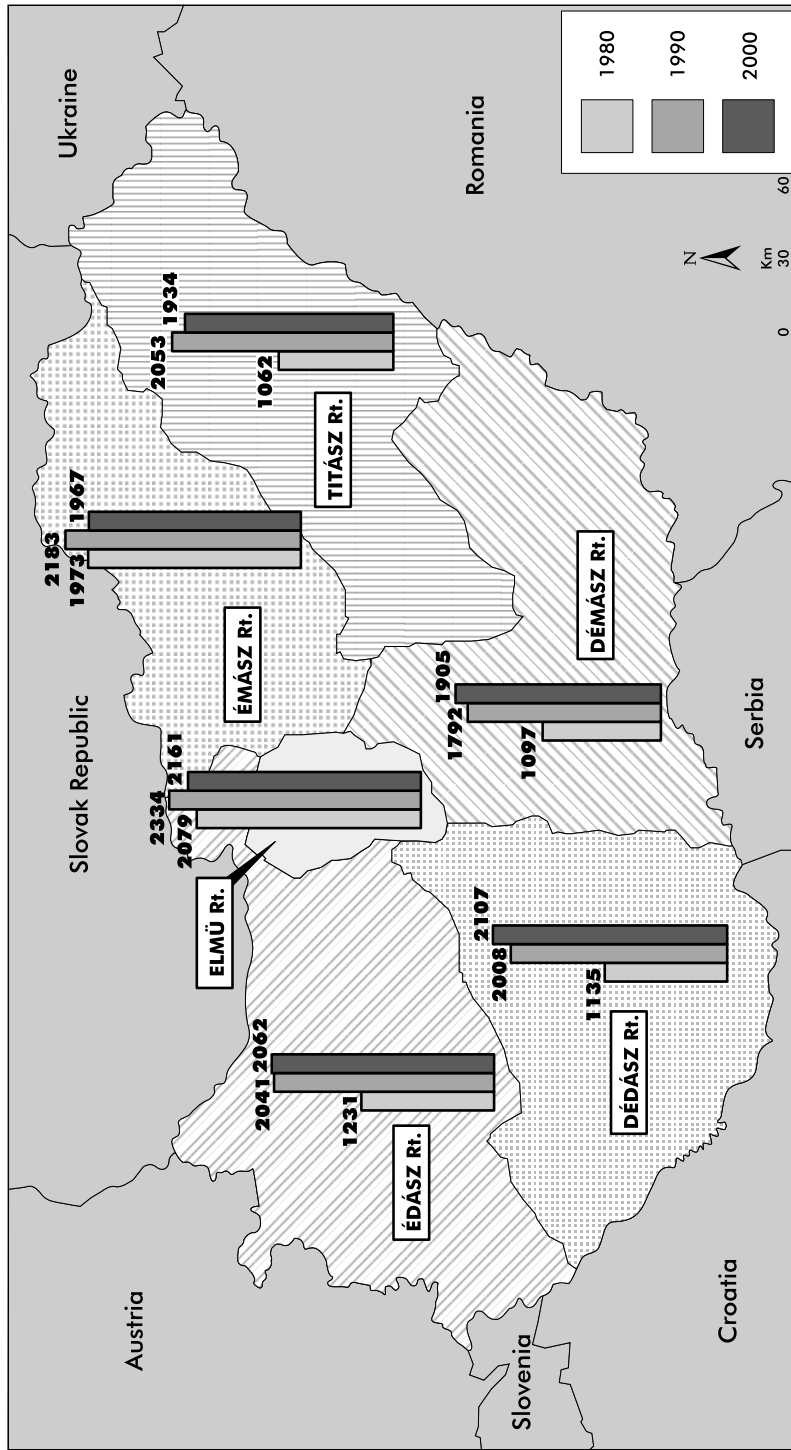 Ukraine
Slovak Republic
Austria
Slovenia
Croatia
Serbia
Romania
2183
1973
1967
ÉMÁSZ Rt.
2053
1934
1062
TITÁSZ Rt.
2334
2161
2079
ELMÜ Rt.
2041
2062
1231
ÉDÁSZ Rt.
1905
1792
1097
DÉMÁSZ Rt.
2107
2008
1135
DÉDÁSZ Rt.
N
Km
0 30 60
1980
1990
2000